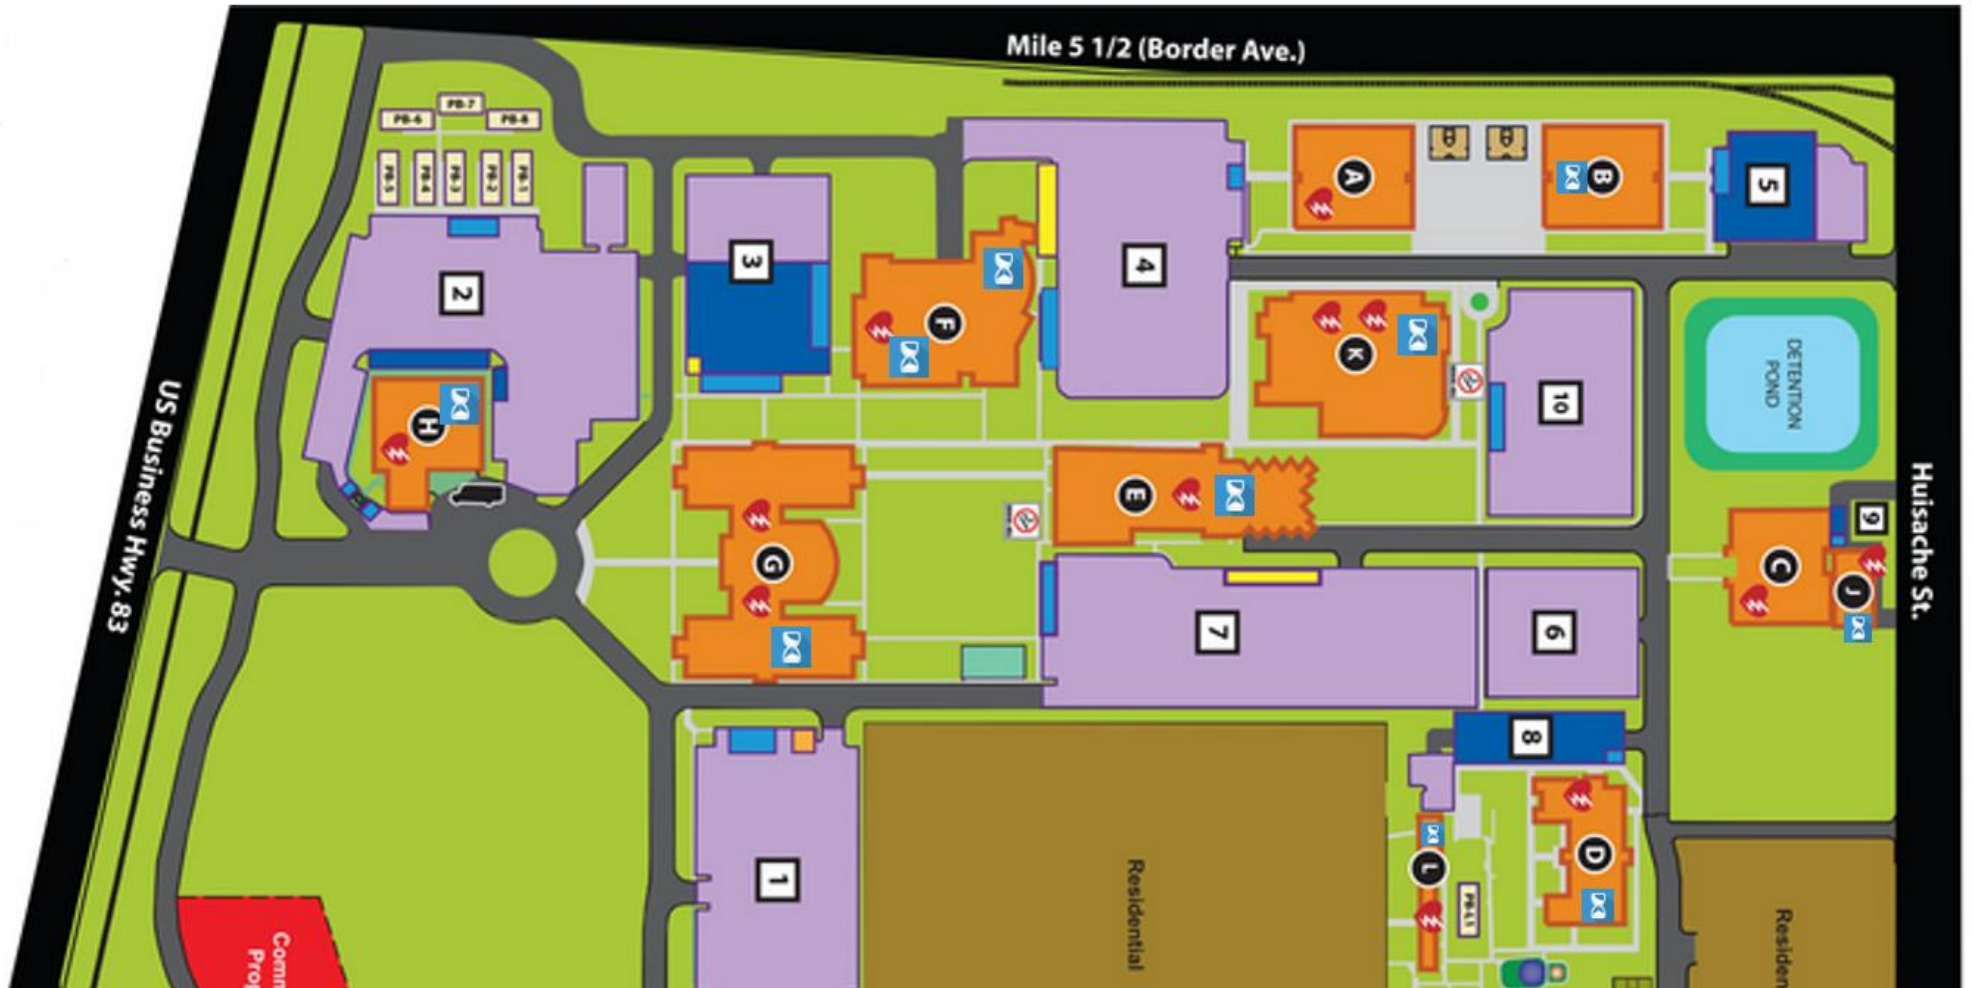 Mile 5 1/2 (Border Ave.)
US Business Hwy. 83
Huisache St.
PB-7
PB-6
PB-8
PB-5
PB-4
PB-3
PB-2
PB-1
2
H
3
F
4
A
B
5
K
10
DETENTION
POND
9
C
J
E
G
7
6
8
1
L
D
Residential
Residen
Comm
Prop